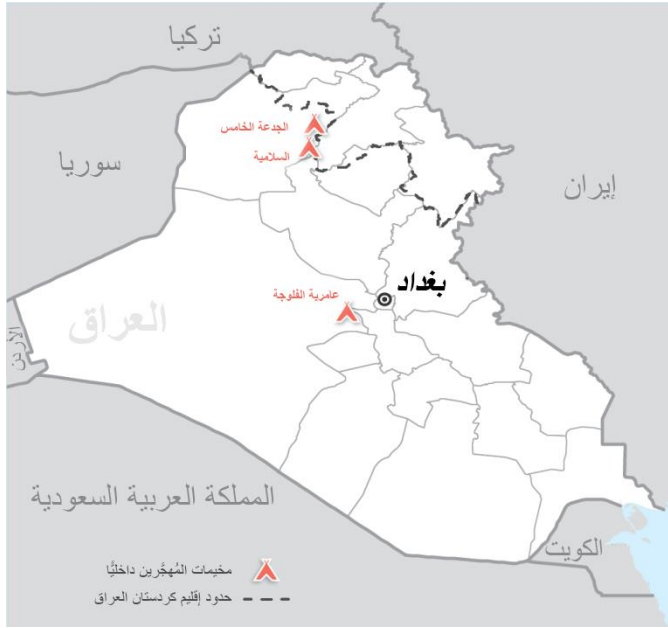 تركيا
الجدعة الخامس
السلامية
سوريا
إيران
بغداد
عامرية الفلوجة
العراق
الأردن
المملكة العربية السعودية
الكويت
مخيمات المُهجَّرين داخليًّا
حدود إقليم كردستان العراق